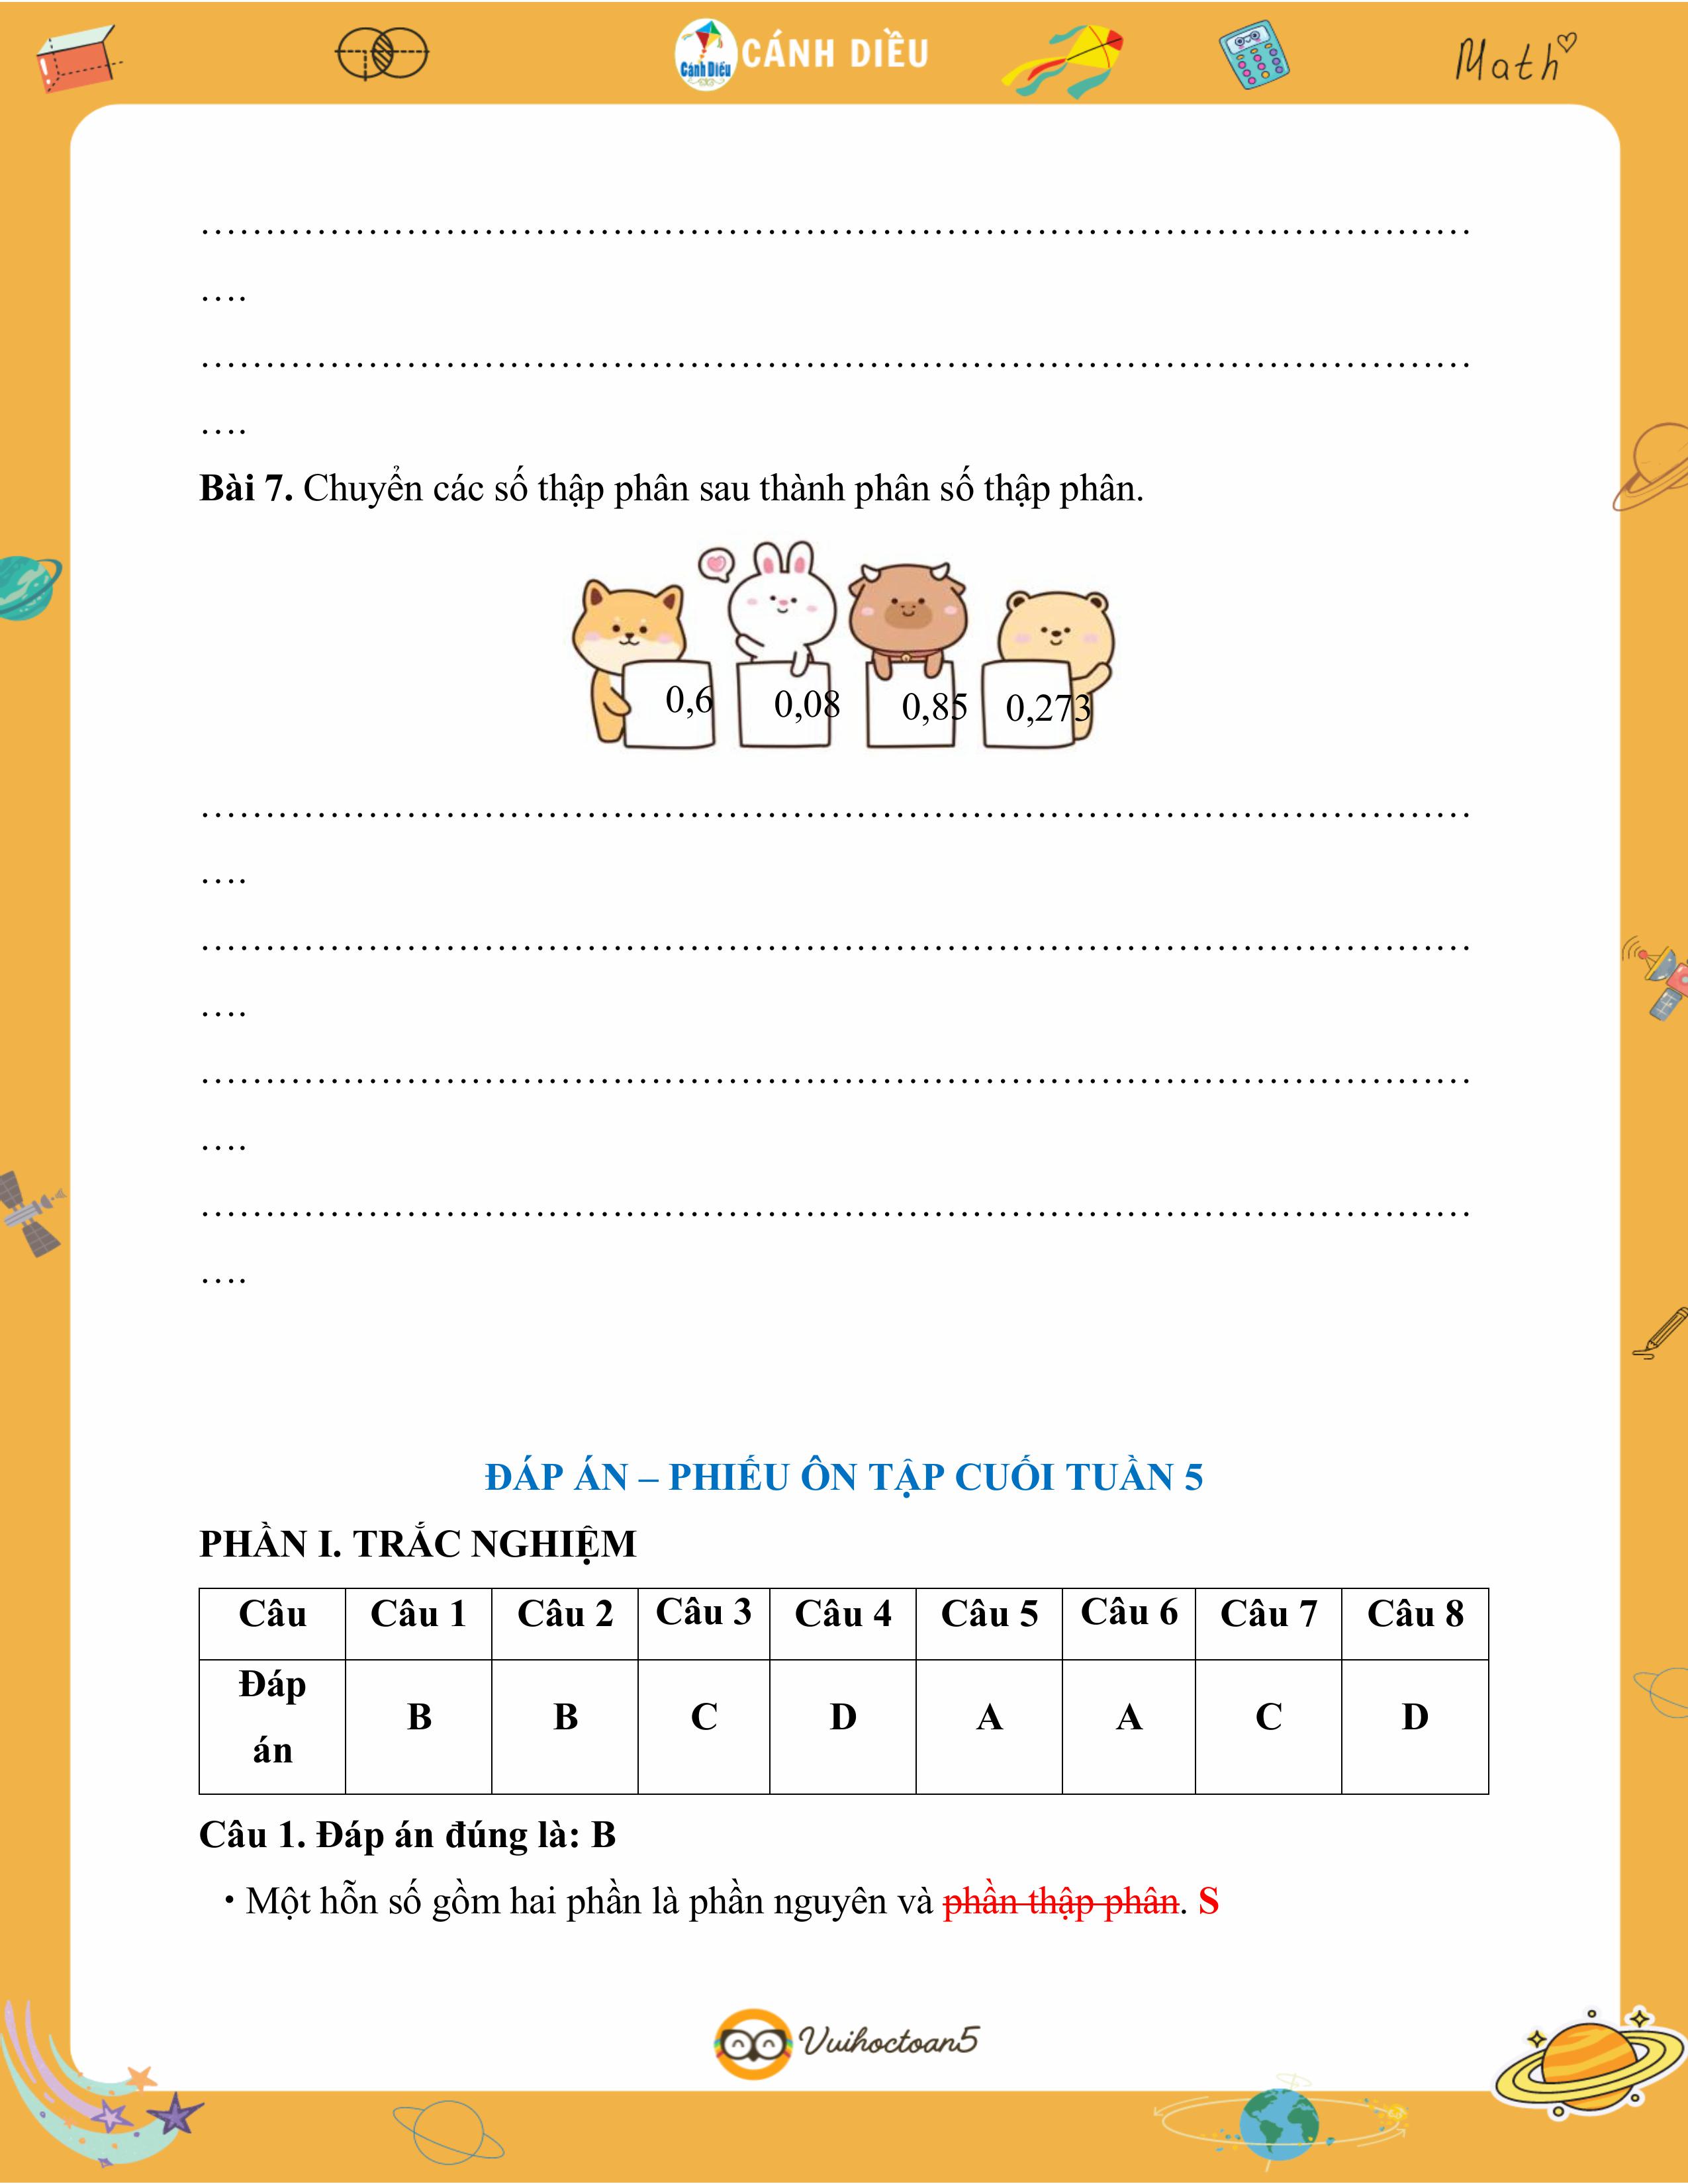 Cánh Diều CÁNH DIỀU Math
……………………………………………………………………………………
….
……………………………………………………………………………………
….
Bài 7. Chuyển các số thập phân sau thành phân số thập phân.
0,6 0,08 0,85 0,273
……………………………………………………………………………………
….
……………………………………………………………………………………
….
……………………………………………………………………………………
….
……………………………………………………………………………………
….
ĐÁP ÁN – PHIẾU ÔN TẬP CUỐI TUẦN 5
PHẦN I. TRẮC NGHIỆM
Câu Câu 1 Câu 2 Câu 3 Câu 4 Câu 5 Câu 6 Câu 7 Câu 8
Đáp
án B B C D A A C D
Câu 1. Đáp án đúng là: B
• Một hỗn số gồm hai phần là phần nguyên và phần thập phân. S
Vuihoctoan5